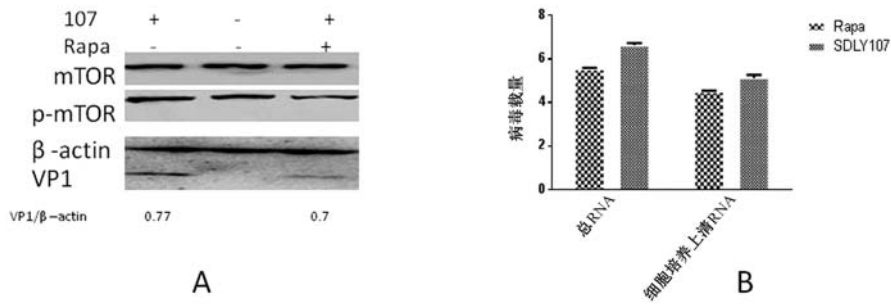 107 + - +
Rapa - - +
mTOR
p-mTOR
β-actin
VP1
VP1/β-actin 0.77 0.7
A
病毒载量
8
6
4
2
0
Rapa
SDLY107
总RNA
细胞培养上清RNA
B